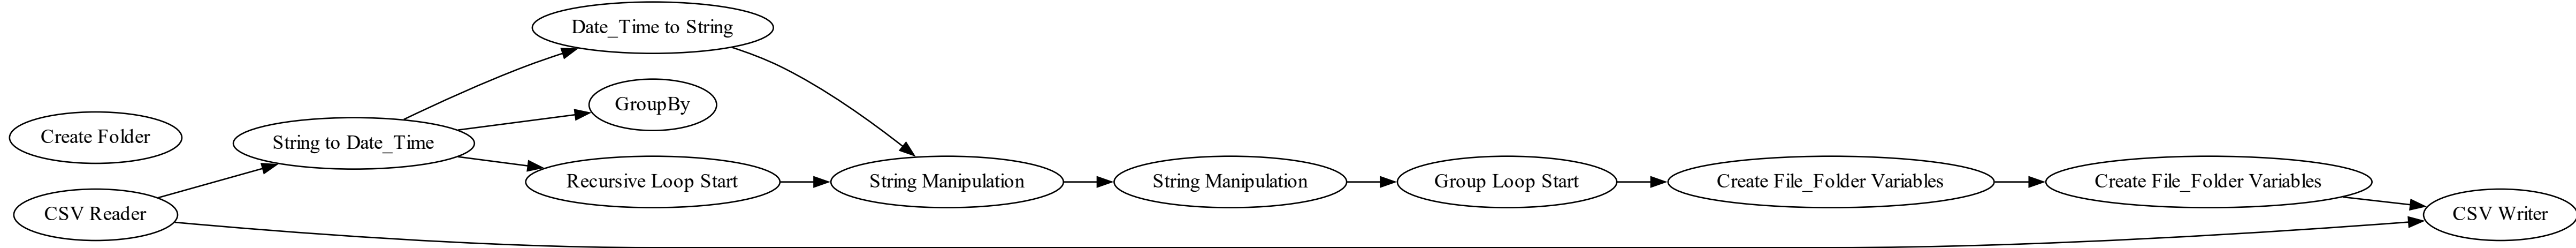 Date_Time to String
GroupBy
Create Folder
String to Date_Time
Recursive Loop Start
String Manipulation
String Manipulation
Group Loop Start
Create File_Folder Variables
Create File_Folder Variables
CSV Reader
CSV Writer